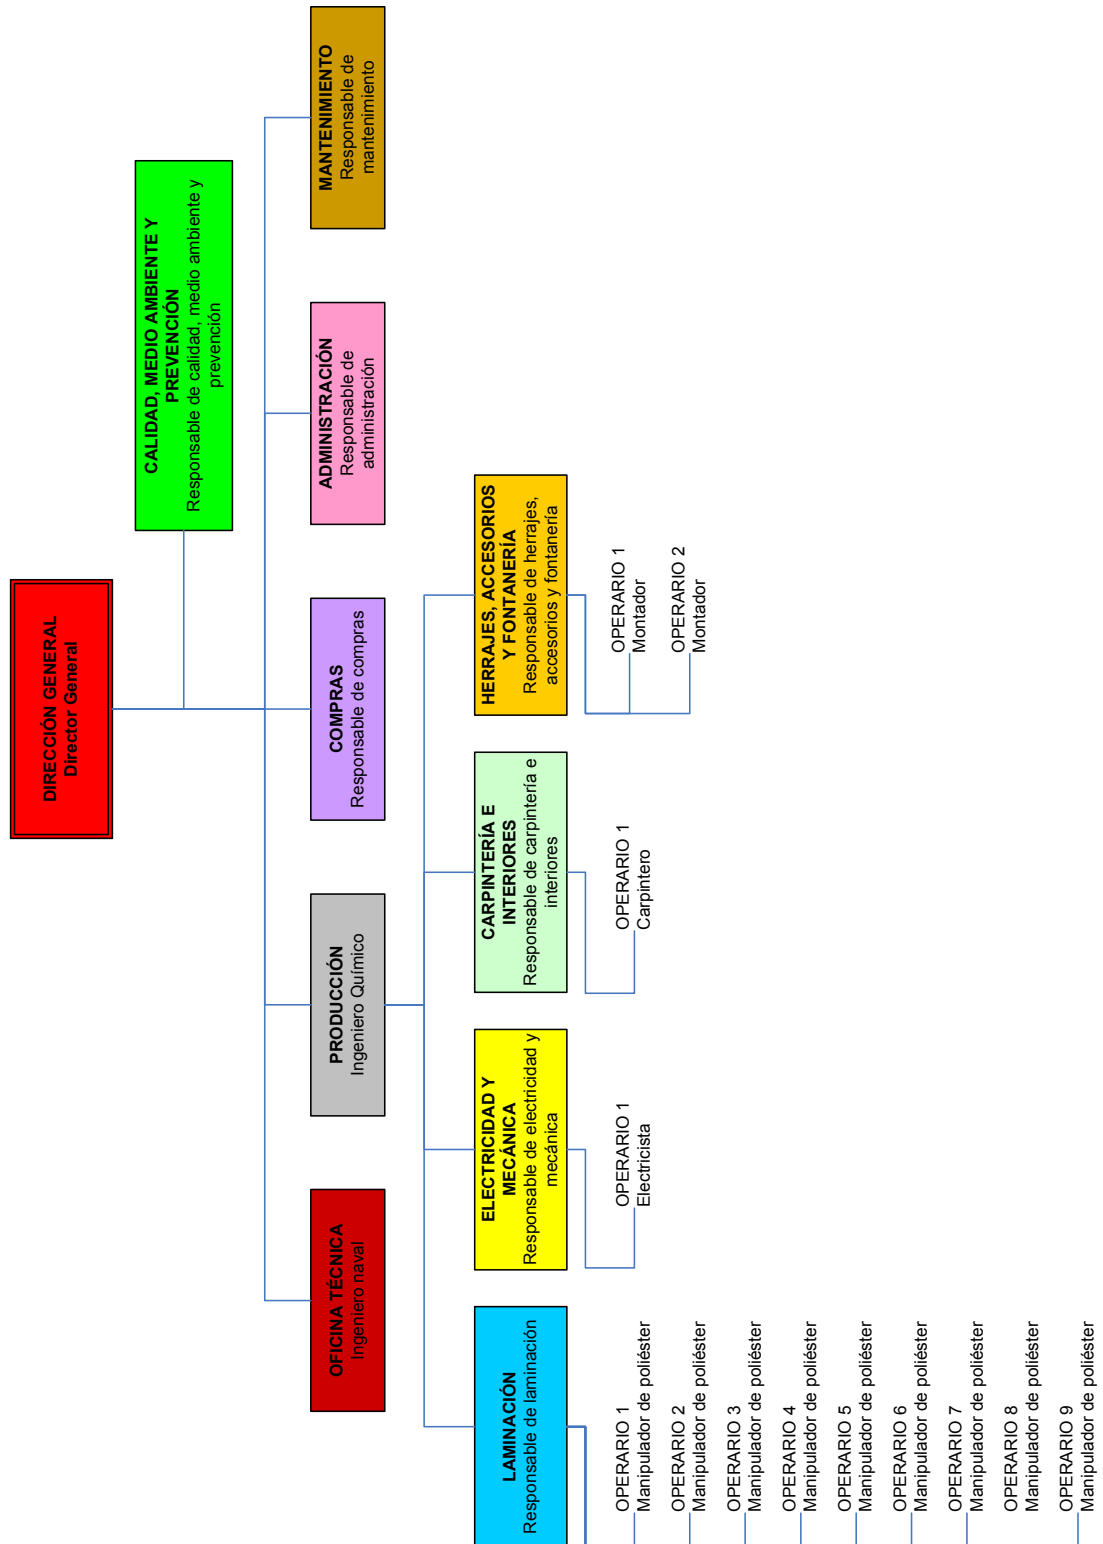 DIRECCIÓN GENERAL
Director General
CALIDAD, MEDIO AMBIENTE Y
PREVENCIÓN
Responsable de calidad, medio ambiente y
prevención
OFICINA TÉCNICA
Ingeniero naval
PRODUCCIÓN
Ingeniero Químico
COMPRAS
Responsable de compras
ADMINISTRACIÓN
Responsable de
administración
MANTENIMIENTO
Responsable de
mantenimiento
LAMINACIÓN
Responsable de laminación
ELECTRICIDAD Y
MECÁNICA
Responsable de electricidad y
mecánica
CARPINTERÍA E
INTERIORES
Responsable de carpintería e
interiores
HERRAJES, ACCESORIOS
Y FONTANERÍA
Responsable de herrajes,
accesorios y fontanería
OPERARIO 1
Manipulador de poliéster
OPERARIO 2
Manipulador de poliéster
OPERARIO 3
Manipulador de poliéster
OPERARIO 4
Manipulador de poliéster
OPERARIO 5
Manipulador de poliéster
OPERARIO 6
Manipulador de poliéster
OPERARIO 7
Manipulador de poliéster
OPERARIO 8
Manipulador de poliéster
OPERARIO 9
Manipulador de poliéster
OPERARIO 1
Electricista
OPERARIO 1
Carpintero
OPERARIO 1
Montador
OPERARIO 2
Montador